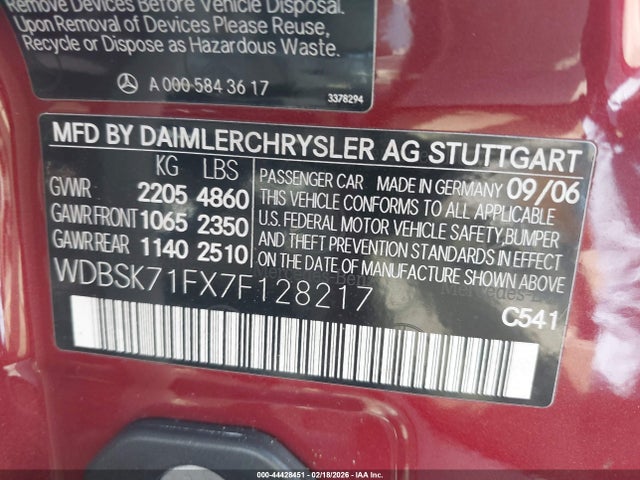 Remove Devices Before Vehicle Disposal.
Upon Removal of Devices Please Reuse,
Recycle or Dispose as Hazardous Waste.
A 000 584 36 17
3378294
MFD BY DAIMLERCHRYSLER AG STUTTGART
KG LBS
GVWR 2205 4860
GAWR FRONT 1065 2350
GAWR REAR 1140 2510
PASSENGER CAR MADE IN GERMANY 09/06
THIS VEHICLE CONFORMS TO ALL APPLICABLE
U.S. FEDERAL MOTOR VEHICLE SAFETY, BUMPER
AND THEFT PREVENTION STANDARDS IN EFFECT
ON THE DATE OF MANUFACTURE SHOWN ABOVE.
WDBSK71FX7F128217
C541
000-44428451 - 02/18/2026 - IAA Inc.